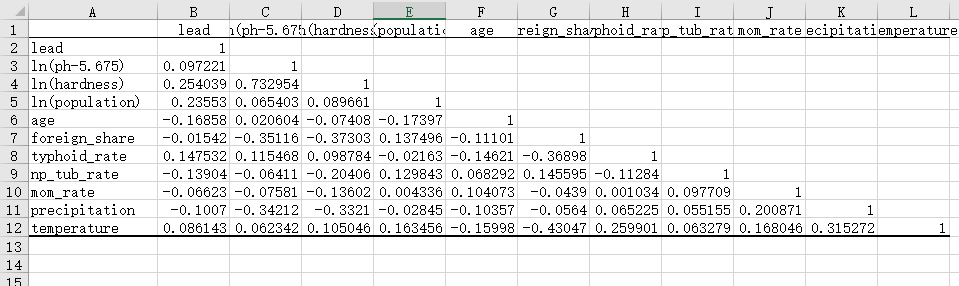 A B C D E F G H I J K L
1 lead n(ph-5.67 n(hardness (populatio age reign_sha phoid_ra p_tub_rat mom_rate ecipitati emperature
2 lead 1
3 ln(ph-5.675) 0.097221 1
4 ln(hardness) 0.254039 0.732954 1
5 ln(population) 0.23553 0.065403 0.089661 1
6 age -0.16858 0.020604 -0.07408 -0.17397 1
7 foreign_share -0.01542 -0.35116 -0.37303 0.137496 -0.11101 1
8 typhoid_rate 0.147532 0.115468 0.098784 -0.02163 -0.14621 -0.36898 1
9 np_tub_rate -0.13904 -0.06411 -0.20406 0.129843 0.068292 0.145595 -0.11284 1
10 mom_rate -0.06623 -0.07581 -0.13602 0.004336 0.104073 -0.0439 0.001034 0.097709 1
11 precipitation -0.1007 -0.34212 -0.3321 -0.02845 -0.10357 -0.0564 0.065225 0.055155 0.200871 1
12 temperature 0.086143 0.062342 0.105046 0.163456 -0.15998 -0.43047 0.259901 0.063279 0.168046 0.315272 1
13
14
15